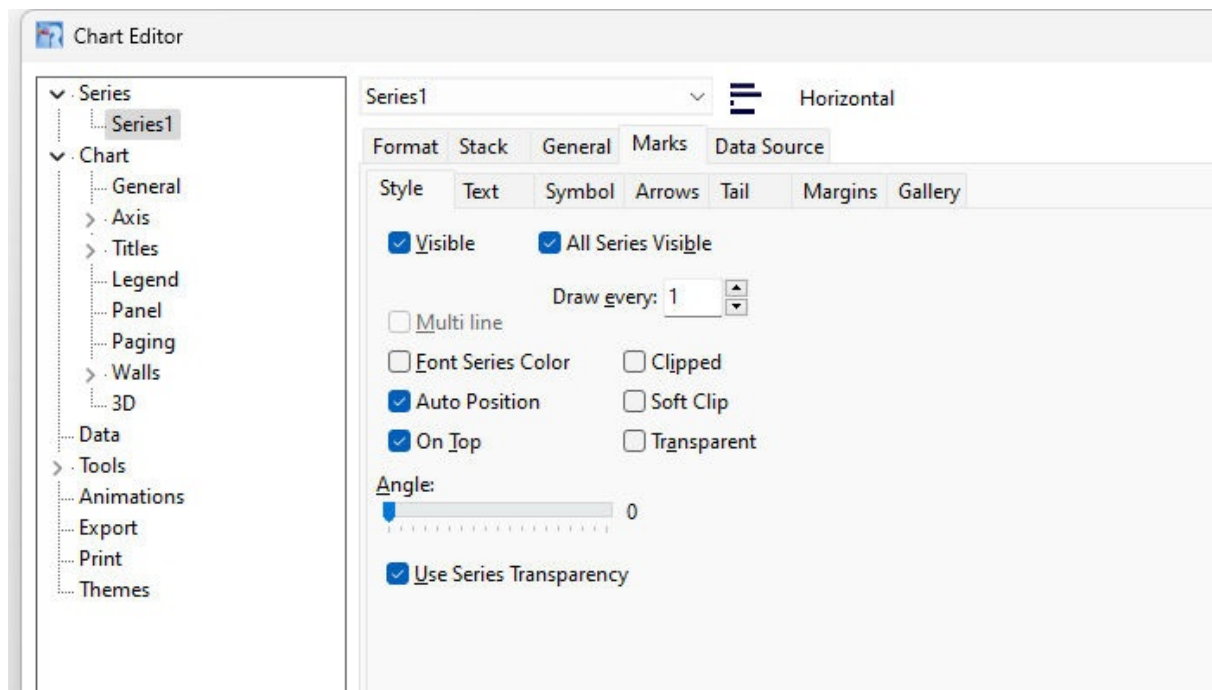 Chart Editor
Series
Series1
Chart
General
Axis
Titles
Legend
Panel
Paging
Walls
3D
Data
Tools
Animations
Export
Print
Themes
Series1
Horizontal
Format Stack General Marks Data Source
Style Text Symbol Arrows Tail Margins Gallery
Visible All Series Visible
Draw every: 1
Multi line
Font Series Color Clipped
Auto Position Soft Clip
On Top Transparent
Angle:
0
Use Series Transparency